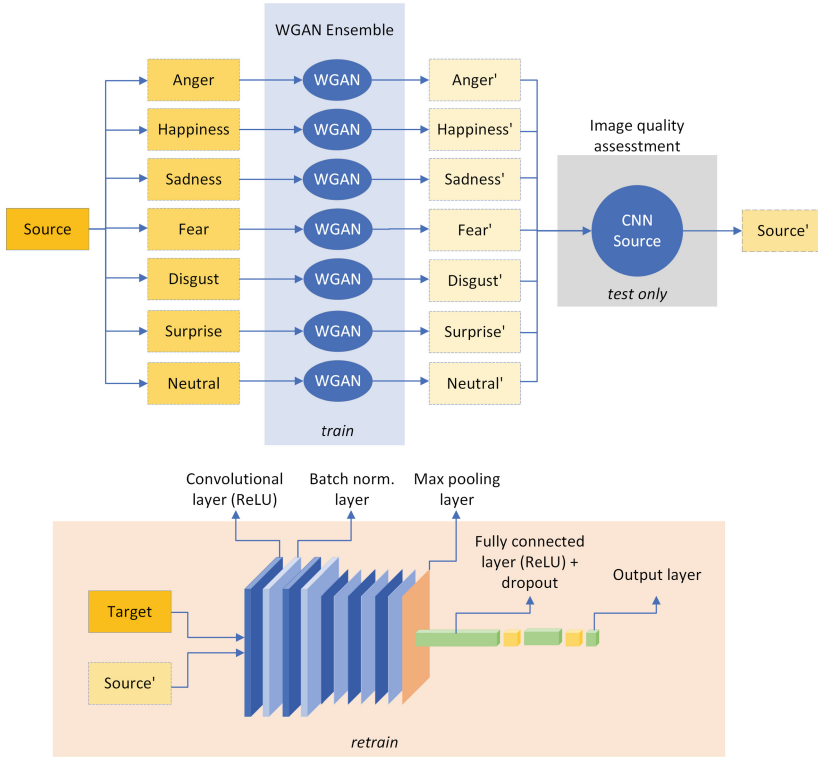 WGAN Ensemble
Anger
WGAN
Anger'
Happiness
WGAN
Happiness'
Image quality
assesstment
Sadness
WGAN
Sadness'
Source
Fear
WGAN
Fear'
CNN
Source
Source'
Disgust
WGAN
Disgust'
test only
Surprise
WGAN
Surprise'
Neutral
WGAN
Neutral'
train
Convolutional
layer (ReLU)
Batch norm.
layer
Max pooling
layer
Fully connected
layer (ReLU) +
dropout
Output layer
Target
Source'
retrain